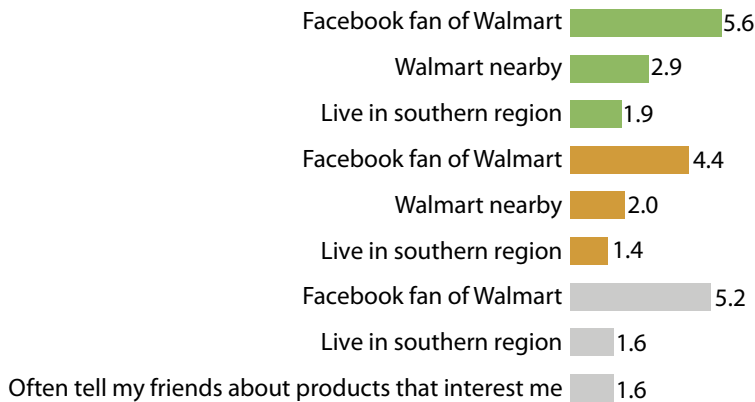 Facebook fan of Walmart 5.6
Walmart nearby 2.9
Live in southern region 1.9
Facebook fan of Walmart 4.4
Walmart nearby 2.0
Live in southern region 1.4
Facebook fan of Walmart 5.2
Live in southern region 1.6
Often tell my friends about products that interest me 1.6